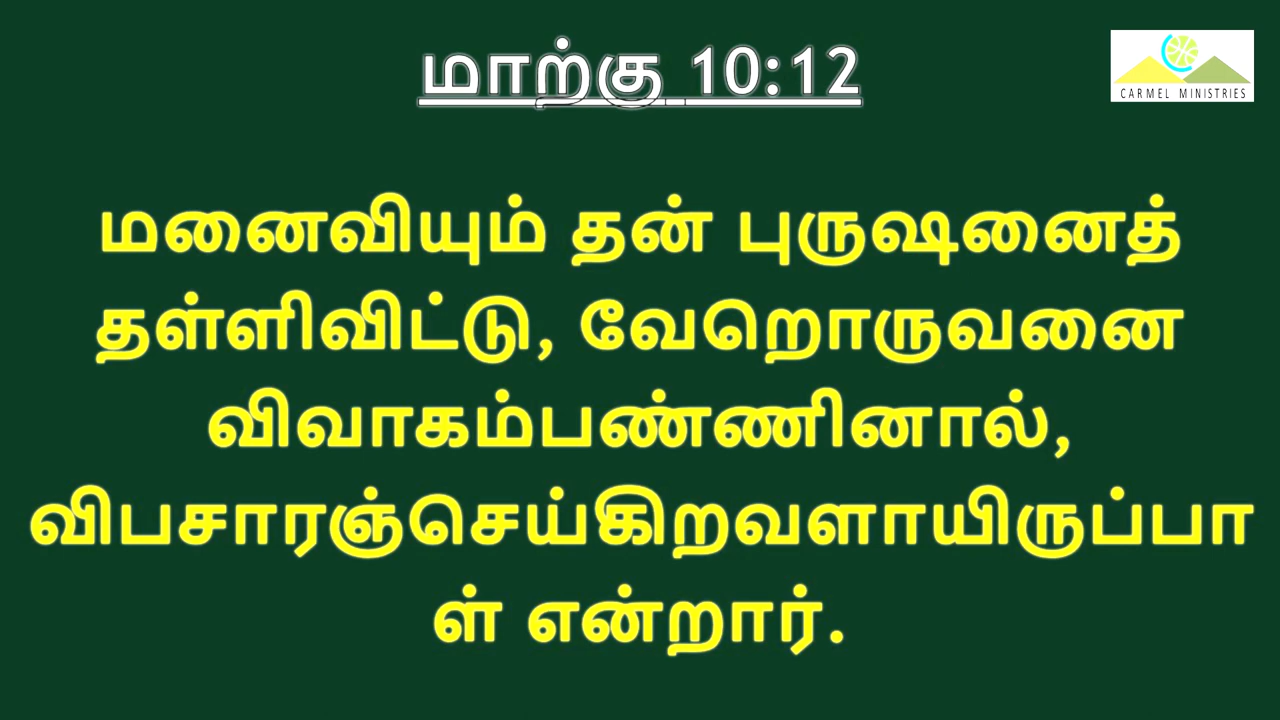 மாற்கு 10:12
CARMEL MINISTRIES
மனைவியும் தன் புருஷனைத்
தள்ளிவிட்டு, வேறொருவனை
விவாகம்பண்ணினால்,
விபசாரஞ்செய்கிறவளாயிருப்பா
ள் என்றார்.